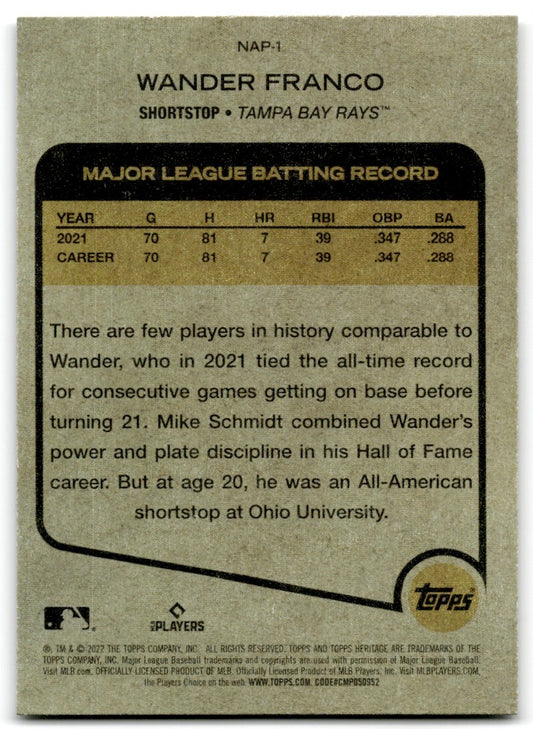 NAP-1
WANDER FRANCO
SHORTSTOP • TAMPA BAY RAYS™
MAJOR LEAGUE BATTING RECORD
YEAR G H HR RBI OBP BA
2021 70 81 7 39 .347 .288
CAREER 70 81 7 39 .347 .288
There are few players in history comparable to
Wander, who in 2021 tied the all-time record
for consecutive games getting on base before
turning 21. Mike Schmidt combined Wander's
power and plate discipline in his Hall of Fame
career. But at age 20, he was an All-American
shortstop at Ohio University.
topps®
MLB PLAYERS
®, TM & © 2022 THE TOPPS COMPANY, INC. ALL RIGHTS RESERVED. TOPPS AND TOPPS HERITAGE ARE TRADEMARKS OF THE
TOPPS COMPANY, INC. Major League Baseball trademarks and copyrights are used with permission of Major League Baseball.
Visit MLB.com. OFFICIALLY LICENSED PRODUCT OF MLB. Officially Licensed Product of MLB Players, Inc. Visit MLBPLAYERS.COM,
the Players Choice on the web. WWW.TOPPS.COM. CODE#CMP050952